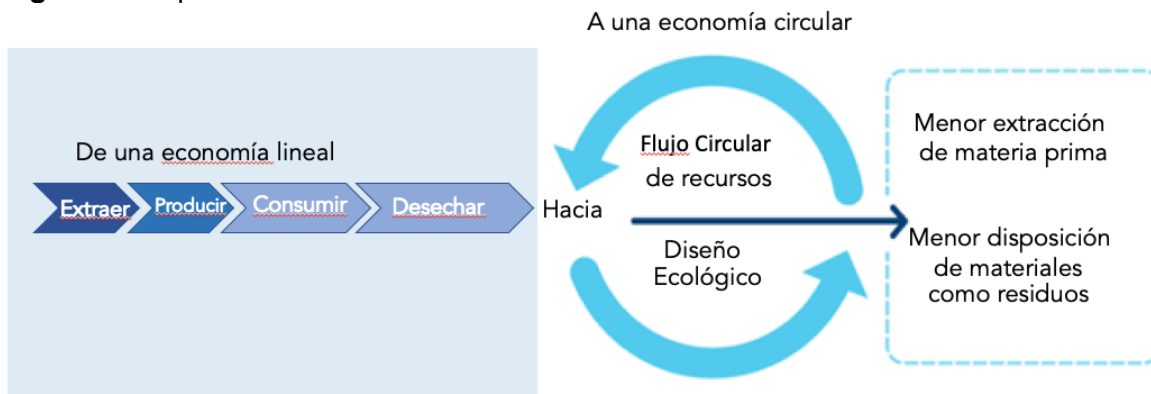 A una economía circular
De una economía lineal
Extraer
Producir
Consumir
Desechar
Hacia
Flujo Circular
de recursos
Diseño
Ecológico
Menor extracción
de materia prima
Menor disposición
de materiales
como residuos